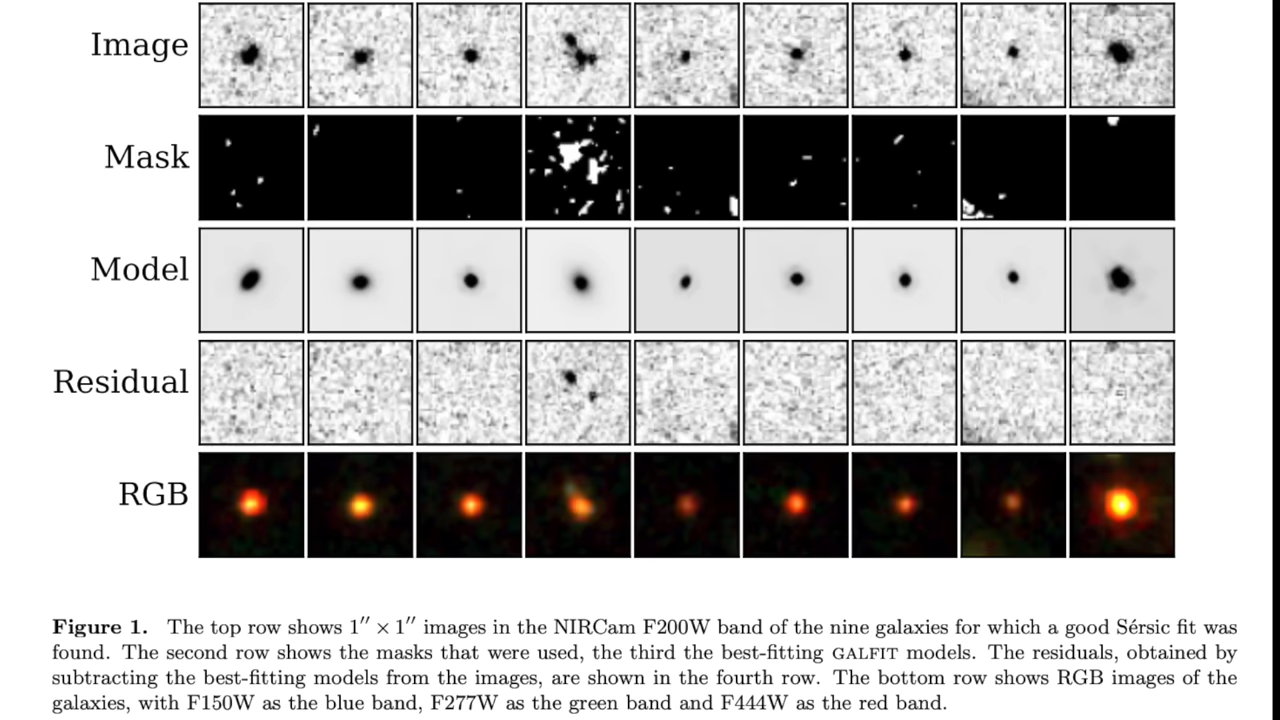 Image
Mask
Model
Residual
RGB
Figure 1. The top row shows 1″ × 1″ images in the NIRCam F200W band of the nine galaxies for which a good Sérsic fit was
found. The second row shows the masks that were used, the third the best-fitting GALFIT models. The residuals, obtained by
subtracting the best-fitting models from the images, are shown in the fourth row. The bottom row shows RGB images of the
galaxies, with F150W as the blue band, F277W as the green band and F444W as the red band.